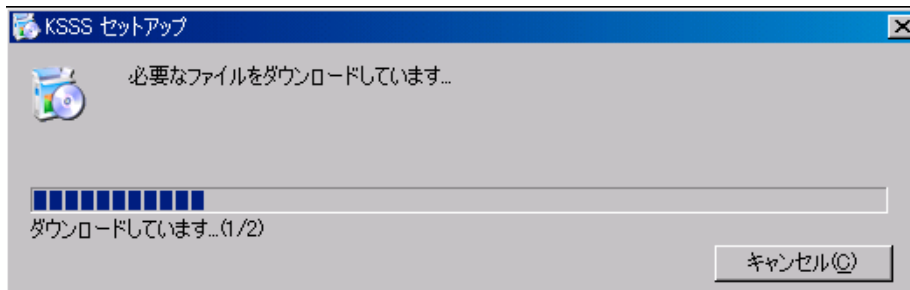 KSSS セットアップ
必要なファイルをダウンロードしています...
ダウンロードしています...(1/2)
キャンセル(C)